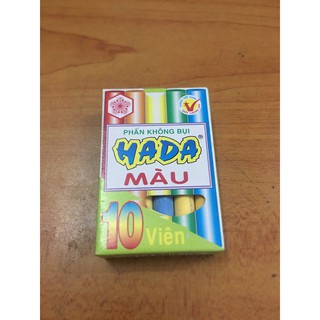 PHẤN KHÔNG BỤI
HADA®
MÀU
10 Viên